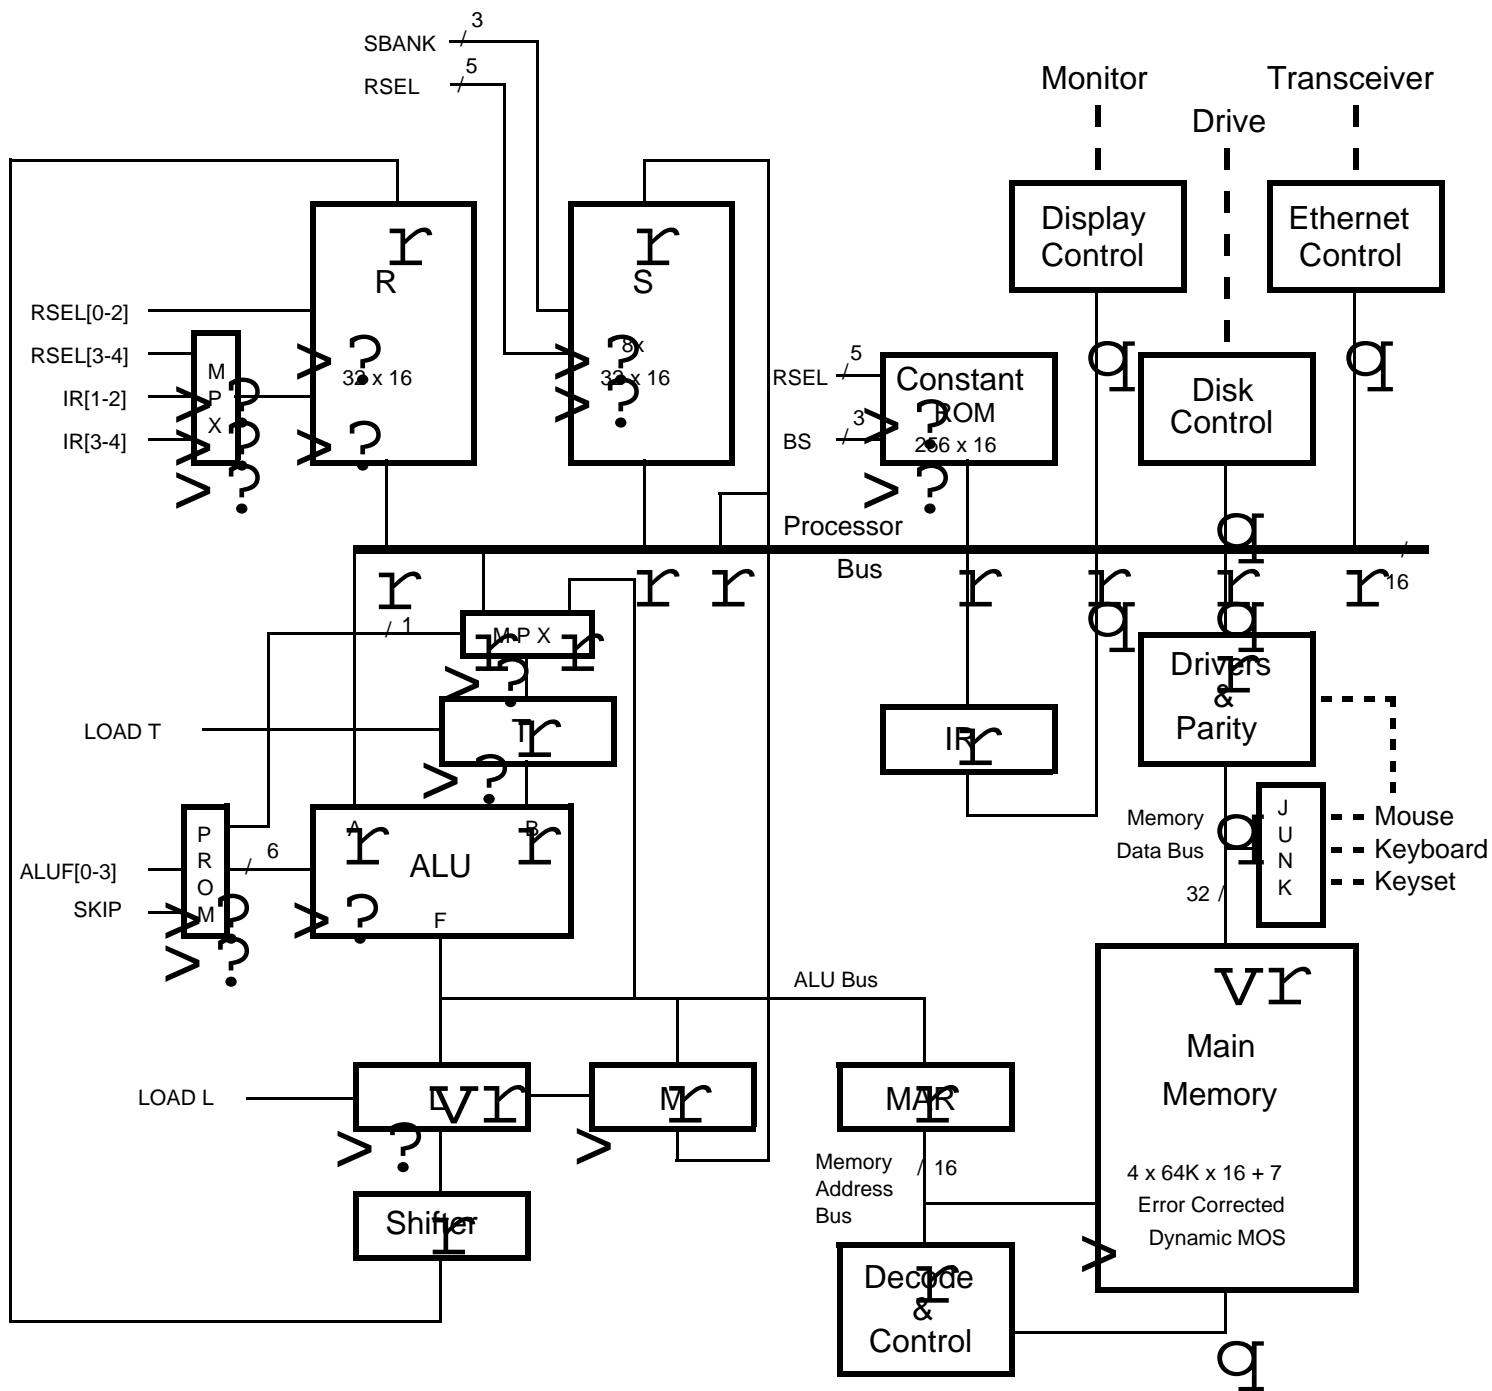 SBANK
3
RSEL
5
Monitor
Transceiver
Drive
Display
Control
Ethernet
Control
r
R
r
S
RSEL[0-2]
RSEL[3-4]
IR[1-2]
IR[3-4]
M
P
X
> ?
32 x 16
> ?
> ?
> ?
> ?
> ?
8x
32 x 16
> ?
RSEL
5
BS
3
Constant
ROM
256 x 16
> ?
> ?
q
q
Disk
Control
q
Processor
Bus
/
16
r
r
r
r
r
r
r
q
q
/ 1
M P X
r
r
> ?
LOAD T
T
r
> ?
IR
r
Drivers
&
Parity
r
P
R
O
M
ALUF[0-3]
SKIP
/
6
A
r
B
r
ALU
F
> ?
> ?
> ?
Memory
Data Bus
32 /
q
J
U
N
K
Mouse
Keyboard
Keyset
ALU Bus
LOAD L
L
vr
> ?
M
r
>
MAR
r
Memory
Address
Bus
/ 16
vr
Main
Memory
4 x 64K x 16 + 7
Error Corrected
Dynamic MOS
>
Shifter
r
Decode
&
Control
r
q